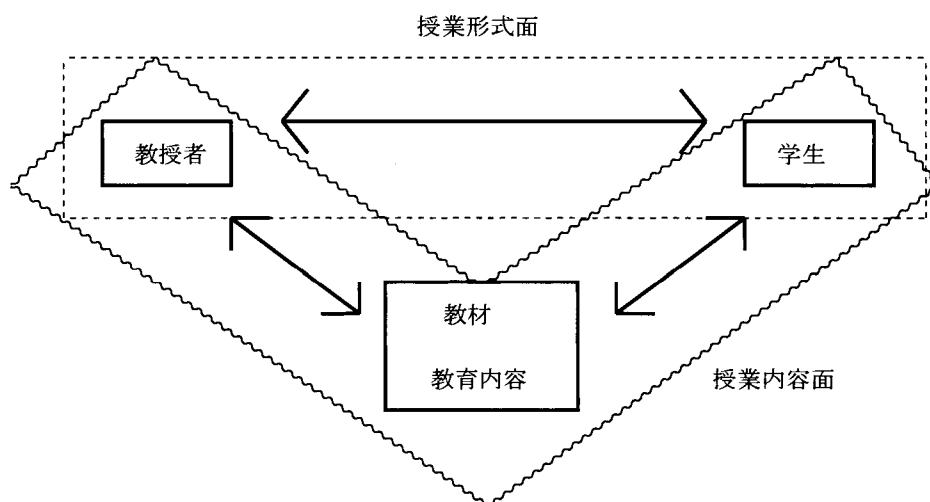 授業形式面
教授者
学生
教材
教育内容
授業内容面